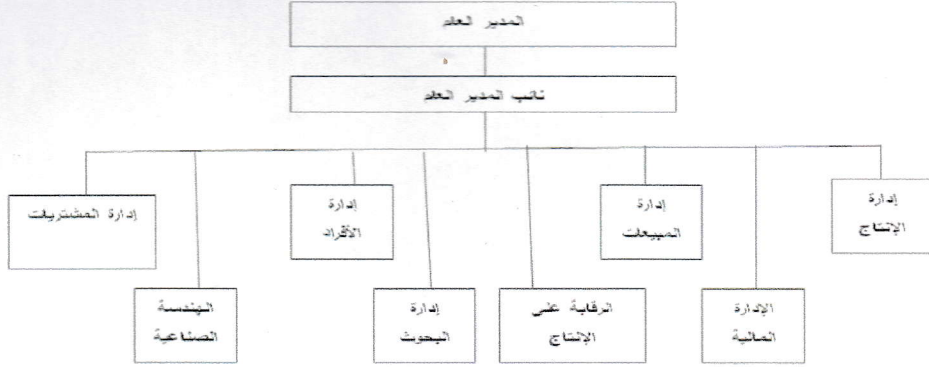 المدير العام
نائب المدير العام
إدارة
الإنتاج
إدارة
المبيعات
إدارة
الأفراد
إدارة المشتريات
الإدارة
المالية
الرقابة على
الإنتاج
إدارة
البحوث
الهندسة
الصناعية